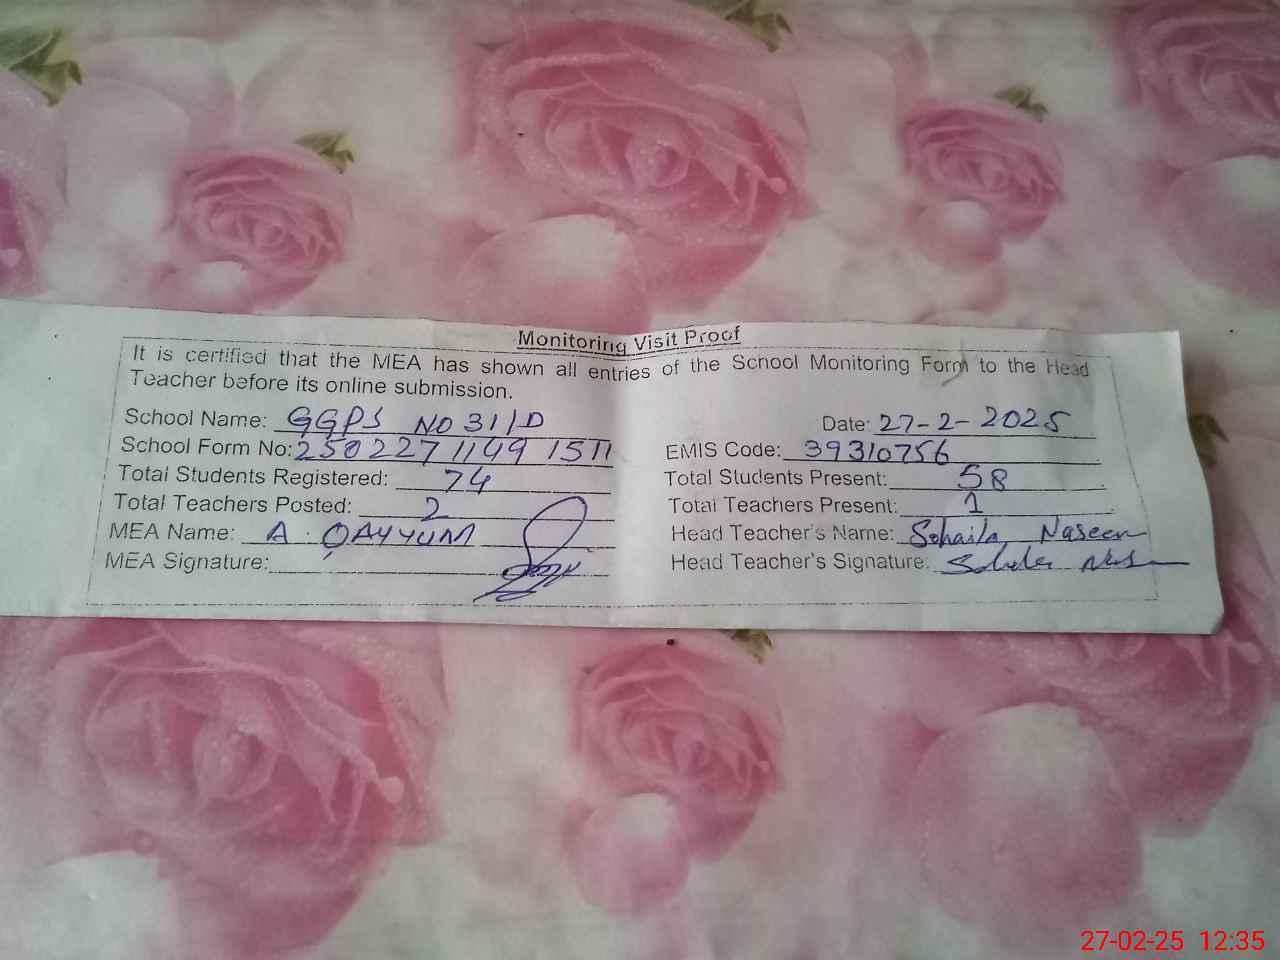 Monitoring Visit Proof
It is certified that the MEA has shown all entries of the School Monitoring Form to the Head
Teacher before its online submission.
School Name: GGPS NO 31/D Date: 27-2-2025
School Form No: 250227 1149 1511 EMIS Code: 39310756
Total Students Registered: 74 Total Students Present: 58
Total Teachers Posted: 2 Total Teachers Present: 1
MEA Name: A. QAYYUM Head Teacher's Name: Sohaila Naseem
MEA Signature: Head Teacher's Signature:
27-02-25 12:35